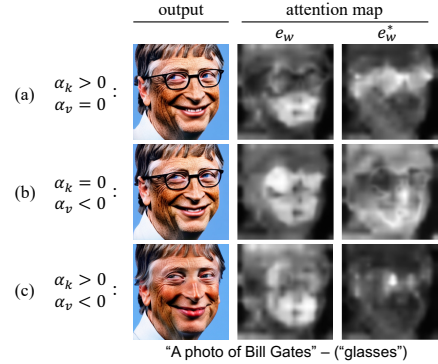 output attention map
e_w e_w^*
(a) α_k > 0 :
α_v = 0
(b) α_k = 0 :
α_v < 0
(c) α_k > 0 :
α_v < 0
“A photo of Bill Gates” – (“glasses”)